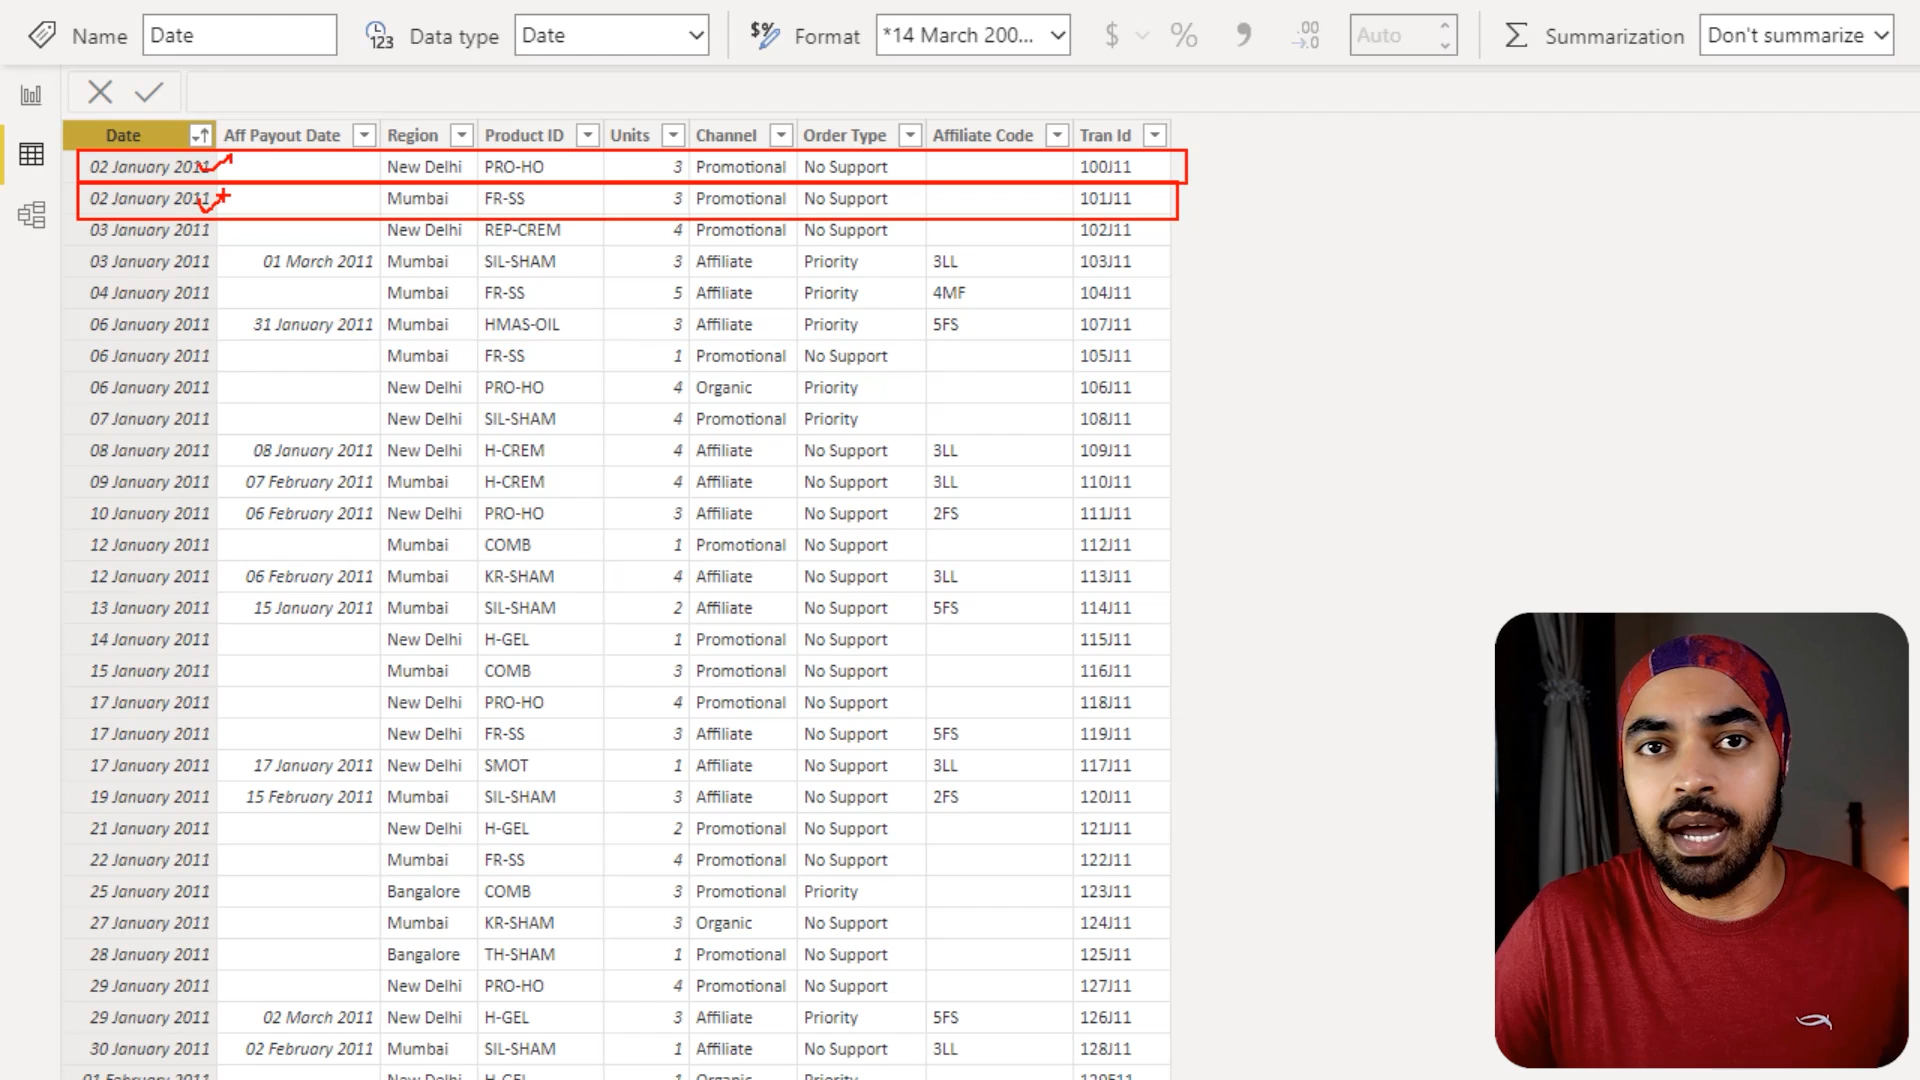 Name Date Data type Date Format *14 March 200... $ % , .00 →.0 Auto Σ Summarization Don't summarize
Date Aff Payout Date Region Product ID Units Channel Order Type Affiliate Code Tran Id
02 January 2011 New Delhi PRO-HO 3 Promotional No Support 100J11
02 January 2011 Mumbai FR-SS 3 Promotional No Support 101J11
03 January 2011 New Delhi REP-CREM 4 Promotional No Support 102J11
03 January 2011 01 March 2011 Mumbai SIL-SHAM 3 Affiliate Priority 3LL 103J11
04 January 2011 Mumbai FR-SS 5 Affiliate Priority 4MF 104J11
06 January 2011 31 January 2011 Mumbai HMAS-OIL 3 Affiliate Priority 5FS 107J11
06 January 2011 Mumbai FR-SS 1 Promotional No Support 105J11
06 January 2011 New Delhi PRO-HO 4 Organic Priority 106J11
07 January 2011 New Delhi SIL-SHAM 4 Promotional Priority 108J11
08 January 2011 08 January 2011 New Delhi H-CREM 4 Affiliate No Support 3LL 109J11
09 January 2011 07 February 2011 Mumbai H-CREM 4 Affiliate No Support 3LL 110J11
10 January 2011 06 February 2011 New Delhi PRO-HO 3 Affiliate No Support 2FS 111J11
12 January 2011 Mumbai COMB 1 Promotional No Support 112J11
12 January 2011 06 February 2011 Mumbai KR-SHAM 4 Affiliate No Support 3LL 113J11
13 January 2011 15 January 2011 Mumbai SIL-SHAM 2 Affiliate No Support 5FS 114J11
14 January 2011 New Delhi H-GEL 1 Promotional No Support 115J11
15 January 2011 Mumbai COMB 3 Promotional No Support 116J11
17 January 2011 New Delhi PRO-HO 4 Promotional No Support 118J11
17 January 2011 New Delhi FR-SS 3 Affiliate No Support 5FS 119J11
17 January 2011 17 January 2011 New Delhi SMOT 1 Affiliate No Support 3LL 117J11
19 January 2011 15 February 2011 Mumbai SIL-SHAM 3 Affiliate No Support 2FS 120J11
21 January 2011 New Delhi H-GEL 2 Promotional No Support 121J11
22 January 2011 Mumbai FR-SS 4 Promotional No Support 122J11
25 January 2011 Bangalore COMB 3 Promotional Priority 123J11
27 January 2011 Mumbai KR-SHAM 3 Organic No Support 124J11
28 January 2011 Bangalore TH-SHAM 1 Promotional No Support 125J11
29 January 2011 New Delhi PRO-HO 4 Promotional No Support 127J11
29 January 2011 02 March 2011 New Delhi H-GEL 3 Affiliate Priority 5FS 126J11
30 January 2011 02 February 2011 Mumbai SIL-SHAM 1 Affiliate No Support 3LL 128J11
01 February 2011 New Delhi H-GEL 1 Organic Priority